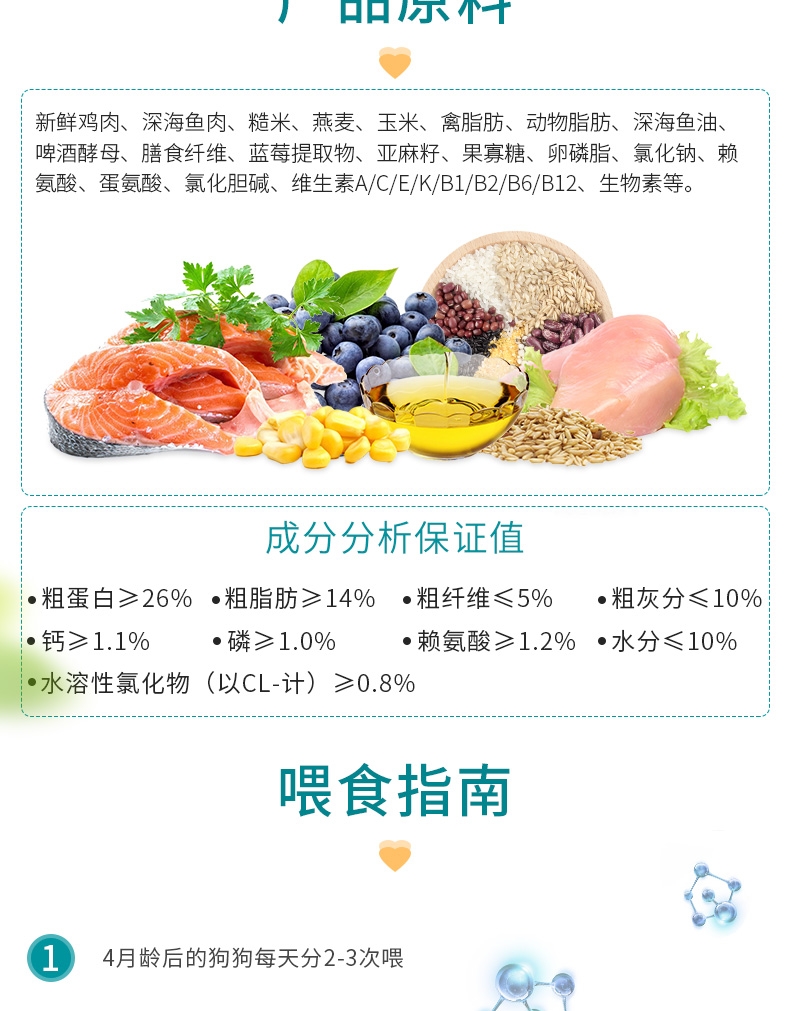 产品原料
新鲜鸡肉、深海鱼肉、糙米、燕麦、玉米、禽脂肪、动物脂肪、深海鱼油、
啤酒酵母、膳食纤维、蓝莓提取物、亚麻籽、果寡糖、卵磷脂、氯化钠、赖
氨酸、蛋氨酸、氯化胆碱、维生素A/C/E/K/B1/B2/B6/B12、生物素等。
成分分析保证值
•粗蛋白≥26% •粗脂肪≥14% •粗纤维≤5% •粗灰分≤10%
•钙≥1.1% •磷≥1.0% •赖氨酸≥1.2% •水分≤10%
•水溶性氯化物（以CL-计）≥0.8%
喂食指南
1 4月龄后的狗狗每天分2-3次喂